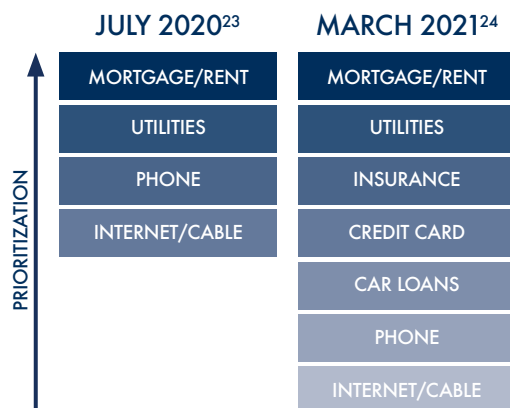 JULY 2020²³
MORTGAGE/RENT
UTILITIES
PHONE
INTERNET/CABLE
MARCH 2021²⁴
MORTGAGE/RENT
UTILITIES
INSURANCE
CREDIT CARD
CAR LOANS
PHONE
INTERNET/CABLE
PRIORITIZATION